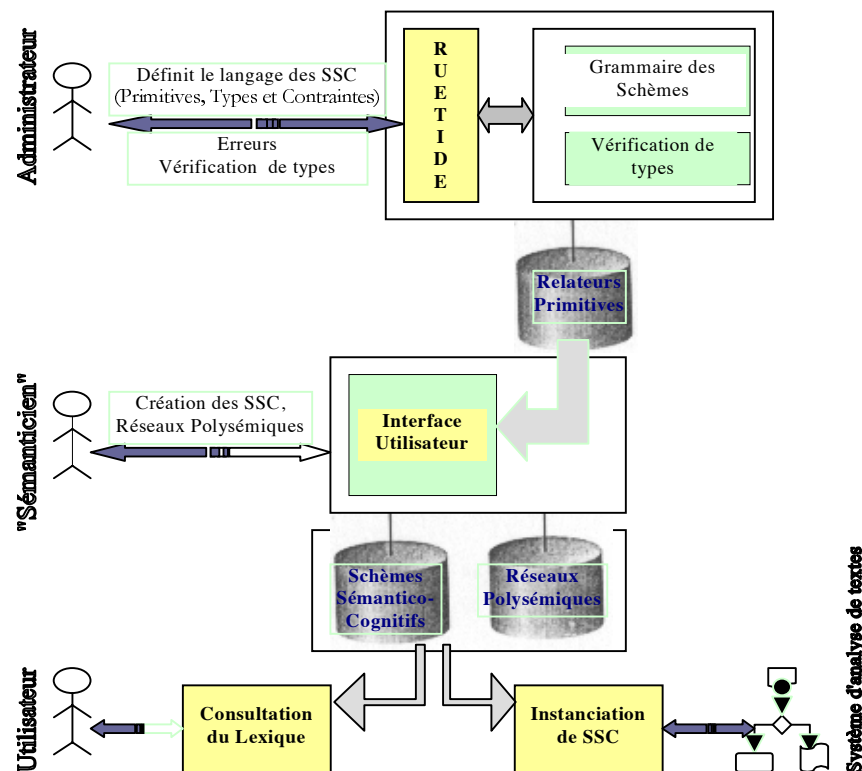 Administrateur
Définit le langage des SSC
(Primitives, Types et Contraintes)
Erreurs
Vérification de types
R
U
E
T
I
D
E
Grammaire des
Schèmes
Vérification de
types
Relateurs
Primitives
"Sémanticien"
Création des SSC,
Réseaux Polysémiques
Interface
Utilisateur
Schèmes
Sémantico-
Cognitifs
Réseaux
Polysémiques
Utilisateur
Consultation
du Lexique
Instanciation
de SSC
Système d'analyse de textes